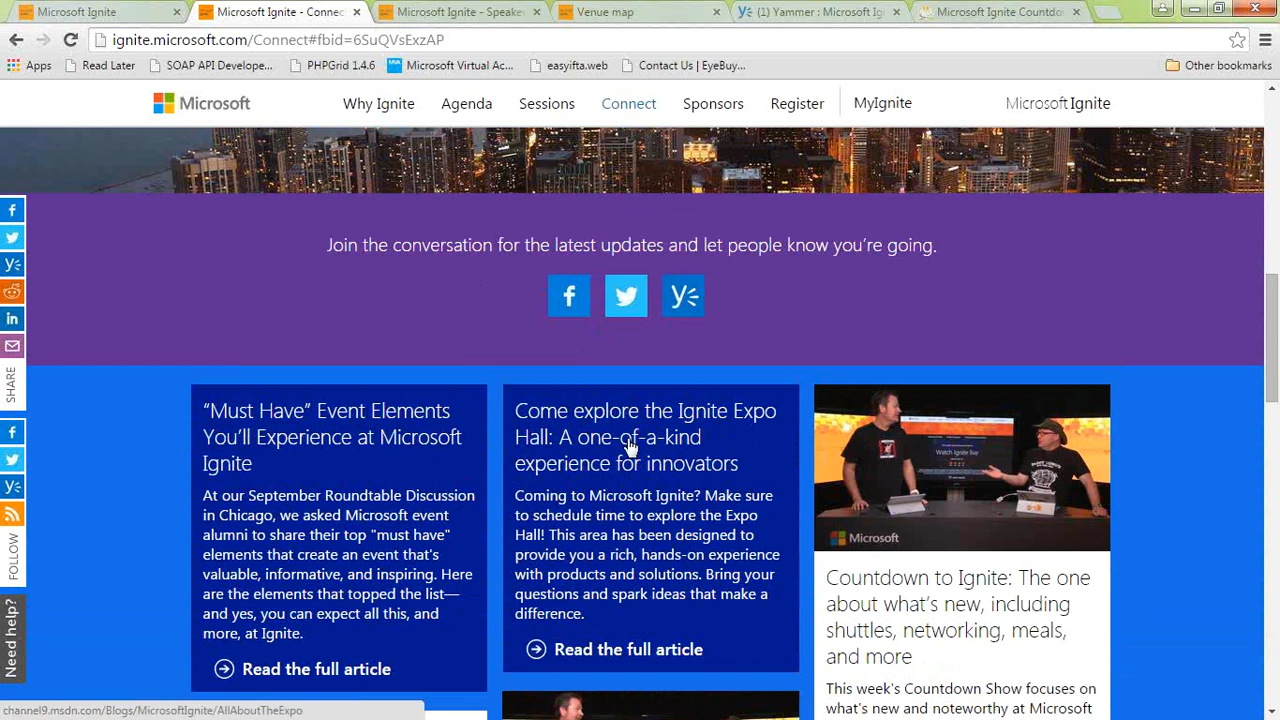 Microsoft Ignite
Microsoft Ignite - Connec
Microsoft Ignite – Speake
Venue map
(1) Yammer : Microsoft Ig
Microsoft Ignite Countdo
ignite.microsoft.com/Connect#fbid=6SuQVsExzAP
Apps
Read Later
SOAP API Develope...
PHPGrid 1.4.6
Microsoft Virtual Ac...
easyifta.web
Contact Us | EyeBuy...
Other bookmarks
Microsoft
Why Ignite
Agenda
Sessions
Connect
Sponsors
Register
MyIgnite
Microsoft Ignite
Join the conversation for the latest updates and let people know you're going.
SHARE
FOLLOW
Need help?
“Must Have” Event Elements
You'll Experience at Microsoft
Ignite
At our September Roundtable Discussion
in Chicago, we asked Microsoft event
alumni to share their top "must have"
elements that create an event that's
valuable, informative, and inspiring. Here
are the elements that topped the list—
and yes, you can expect all this, and
more, at Ignite.
Read the full article
Come explore the Ignite Expo
Hall: A one-of-a-kind
experience for innovators
Coming to Microsoft Ignite? Make sure
to schedule time to explore the Expo
Hall! This area has been designed to
provide you a rich, hands-on experience
with products and solutions. Bring your
questions and spark ideas that make a
difference.
Read the full article
Watch Ignite live
Microsoft
Countdown to Ignite: The one
about what's new, including
shuttles, networking, meals,
and more
This week's Countdown Show focuses on
what's new and noteworthy at Microsoft
channel9.msdn.com/Blogs/MicrosoftIgnite/AllAboutTheExpo